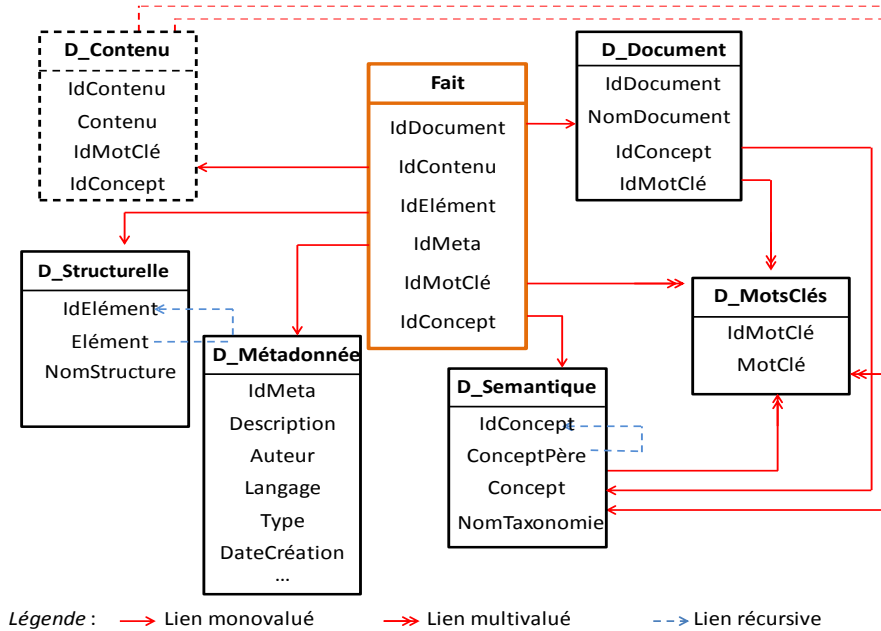 D_Contenu
IdContenu
Contenu
IdMotClé
IdConcept
Fait
IdDocument
IdContenu
IdElément
IdMeta
IdMotClé
IdConcept
D_Document
IdDocument
NomDocument
IdConcept
IdMotClé
D_Structurelle
IdElément
Elément
NomStructure
D_Métadonnée
IdMeta
Description
Auteur
Langage
Type
DateCréation
...
D_Semantique
IdConcept
ConceptPère
Concept
NomTaxonomie
D_MotsClés
IdMotClé
MotClé
Légende : Lien monovalué Lien multivalué Lien récursive